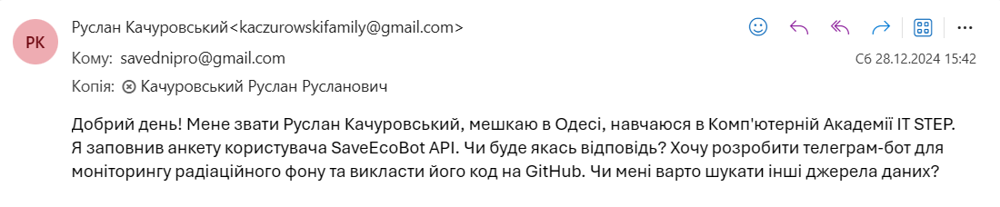 Руслан Качуровський<kaczurowskifamily@gmail.com>
РК
Кому: savednipro@gmail.com
Сб 28.12.2024 15:42
Копія: Качуровський Руслан Русланович
Добрий день! Мене звати Руслан Качуровський, мешкаю в Одесі, навчаюся в Комп'ютерній Академії IT STEP.
Я заповнив анкету користувача SaveEcoBot API. Чи буде якась відповідь? Хочу розробити телеграм-бот для
моніторингу радіаційного фону та викласти його код на GitHub. Чи мені варто шукати інші джерела даних?